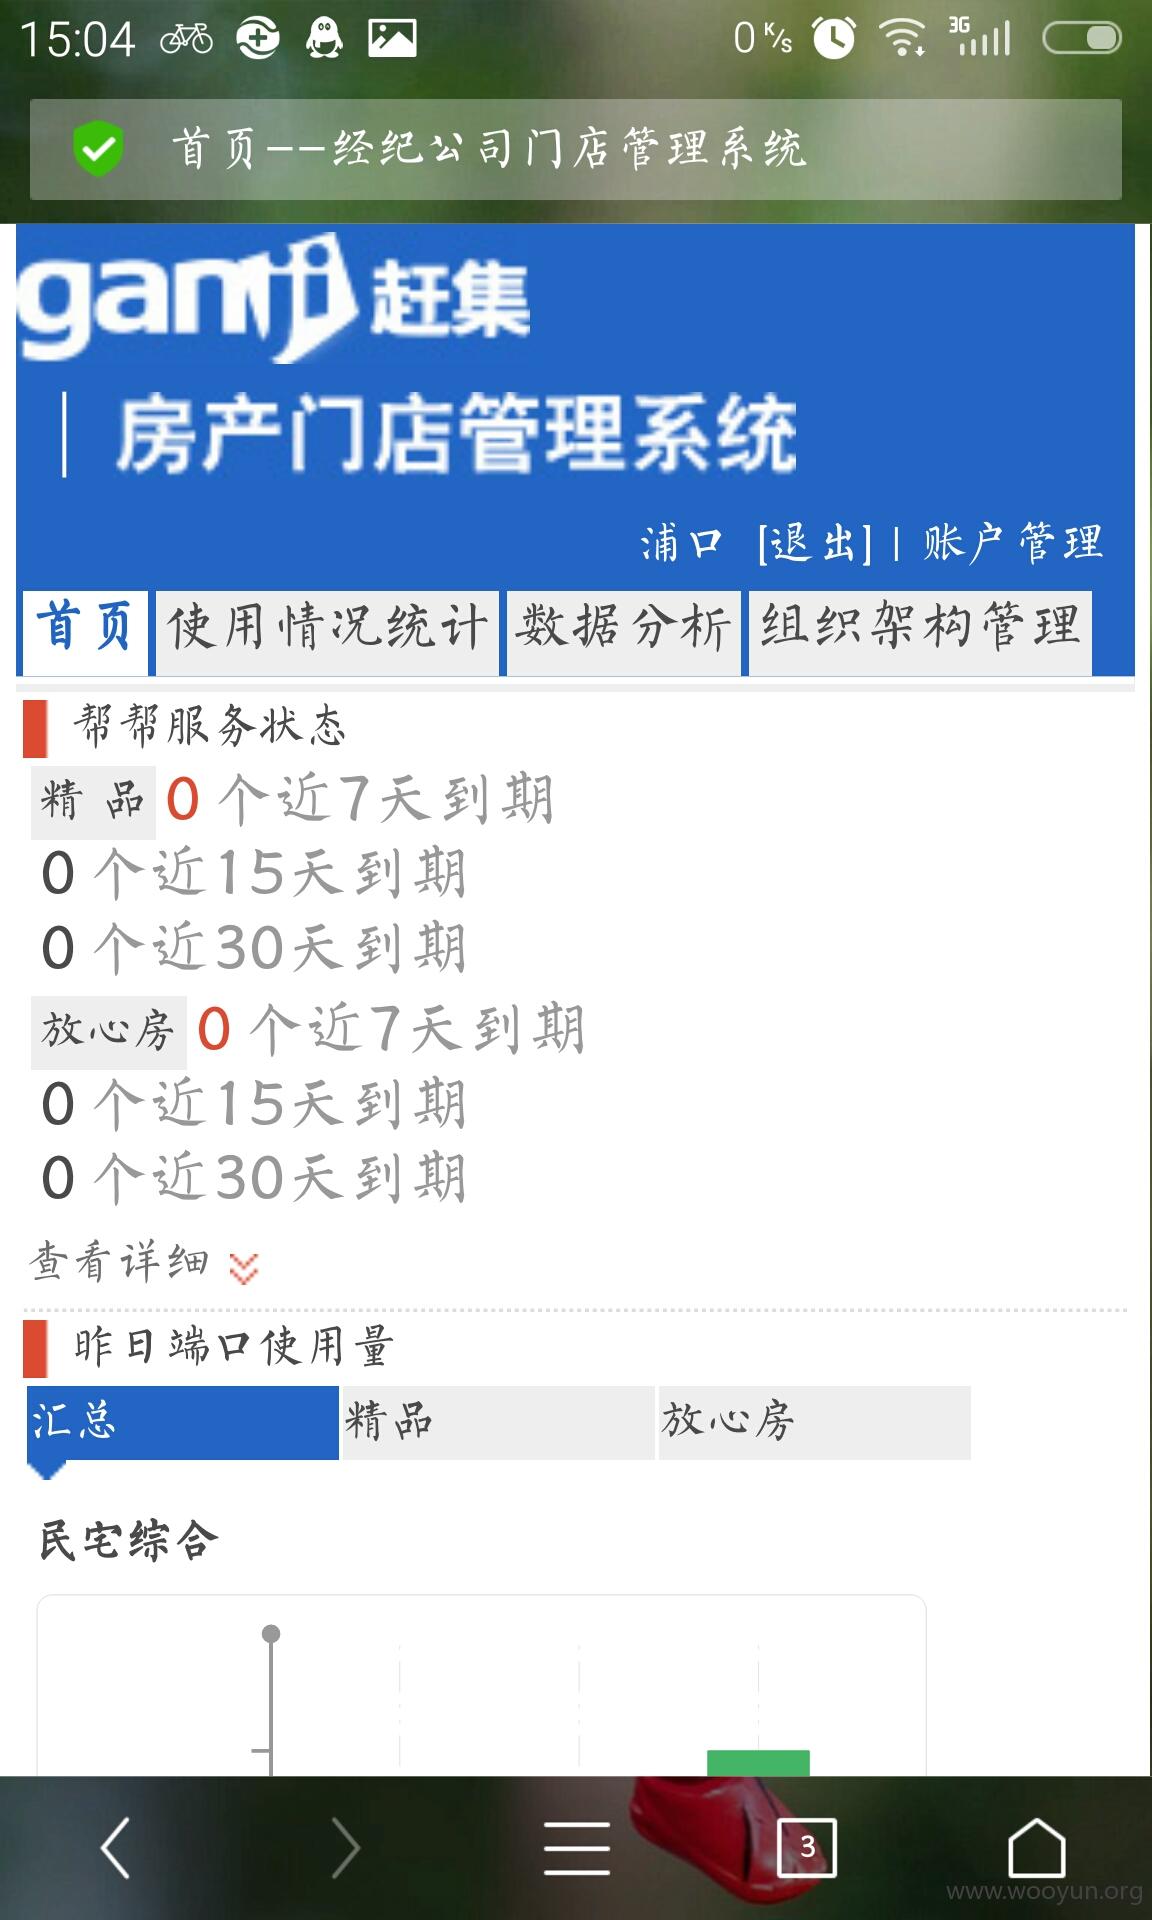 15:04 0 K/s 3G
首页——经纪公司门店管理系统
ganji 赶集
| 房产门店管理系统
浦口 [退出] | 账户管理
首页 使用情况统计 数据分析 组织架构管理
帮帮服务状态
精 品 0 个近7天到期
0 个近15天到期
0 个近30天到期
放心房 0 个近7天到期
0 个近15天到期
0 个近30天到期
查看详细
昨日端口使用量
汇总 精品 放心房
民宅综合
3
www.wooyun.org